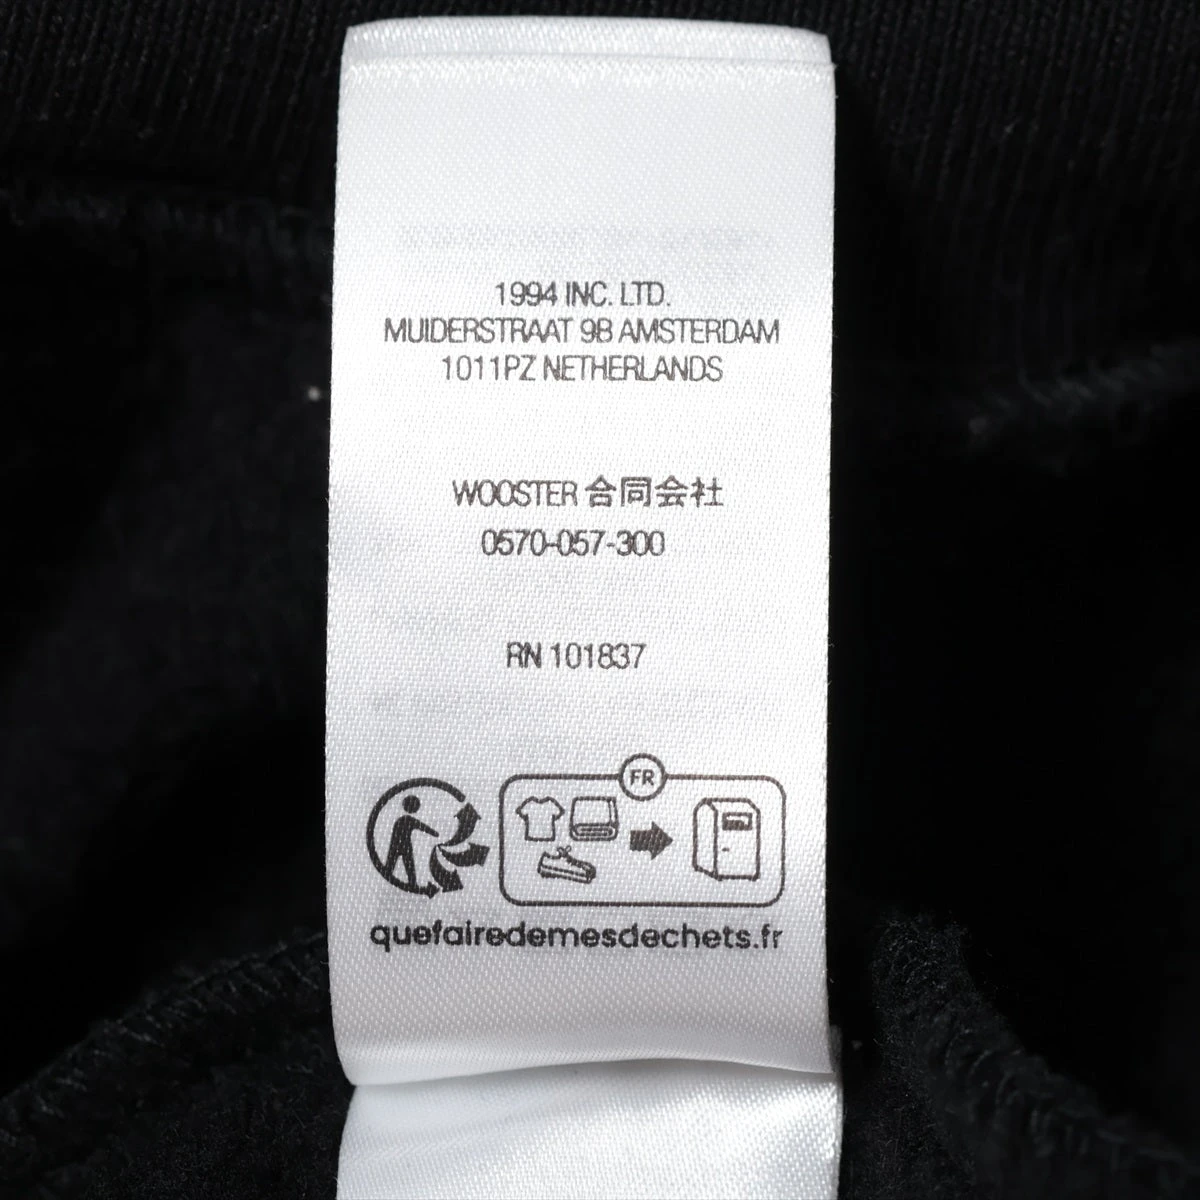 1994 INC. LTD.
MUIDERSTRAAT 9B AMSTERDAM
1011PZ NETHERLANDS
WOOSTER 合同会社
0570-057-300
RN 101837
FR
quefairedemesdechets.fr